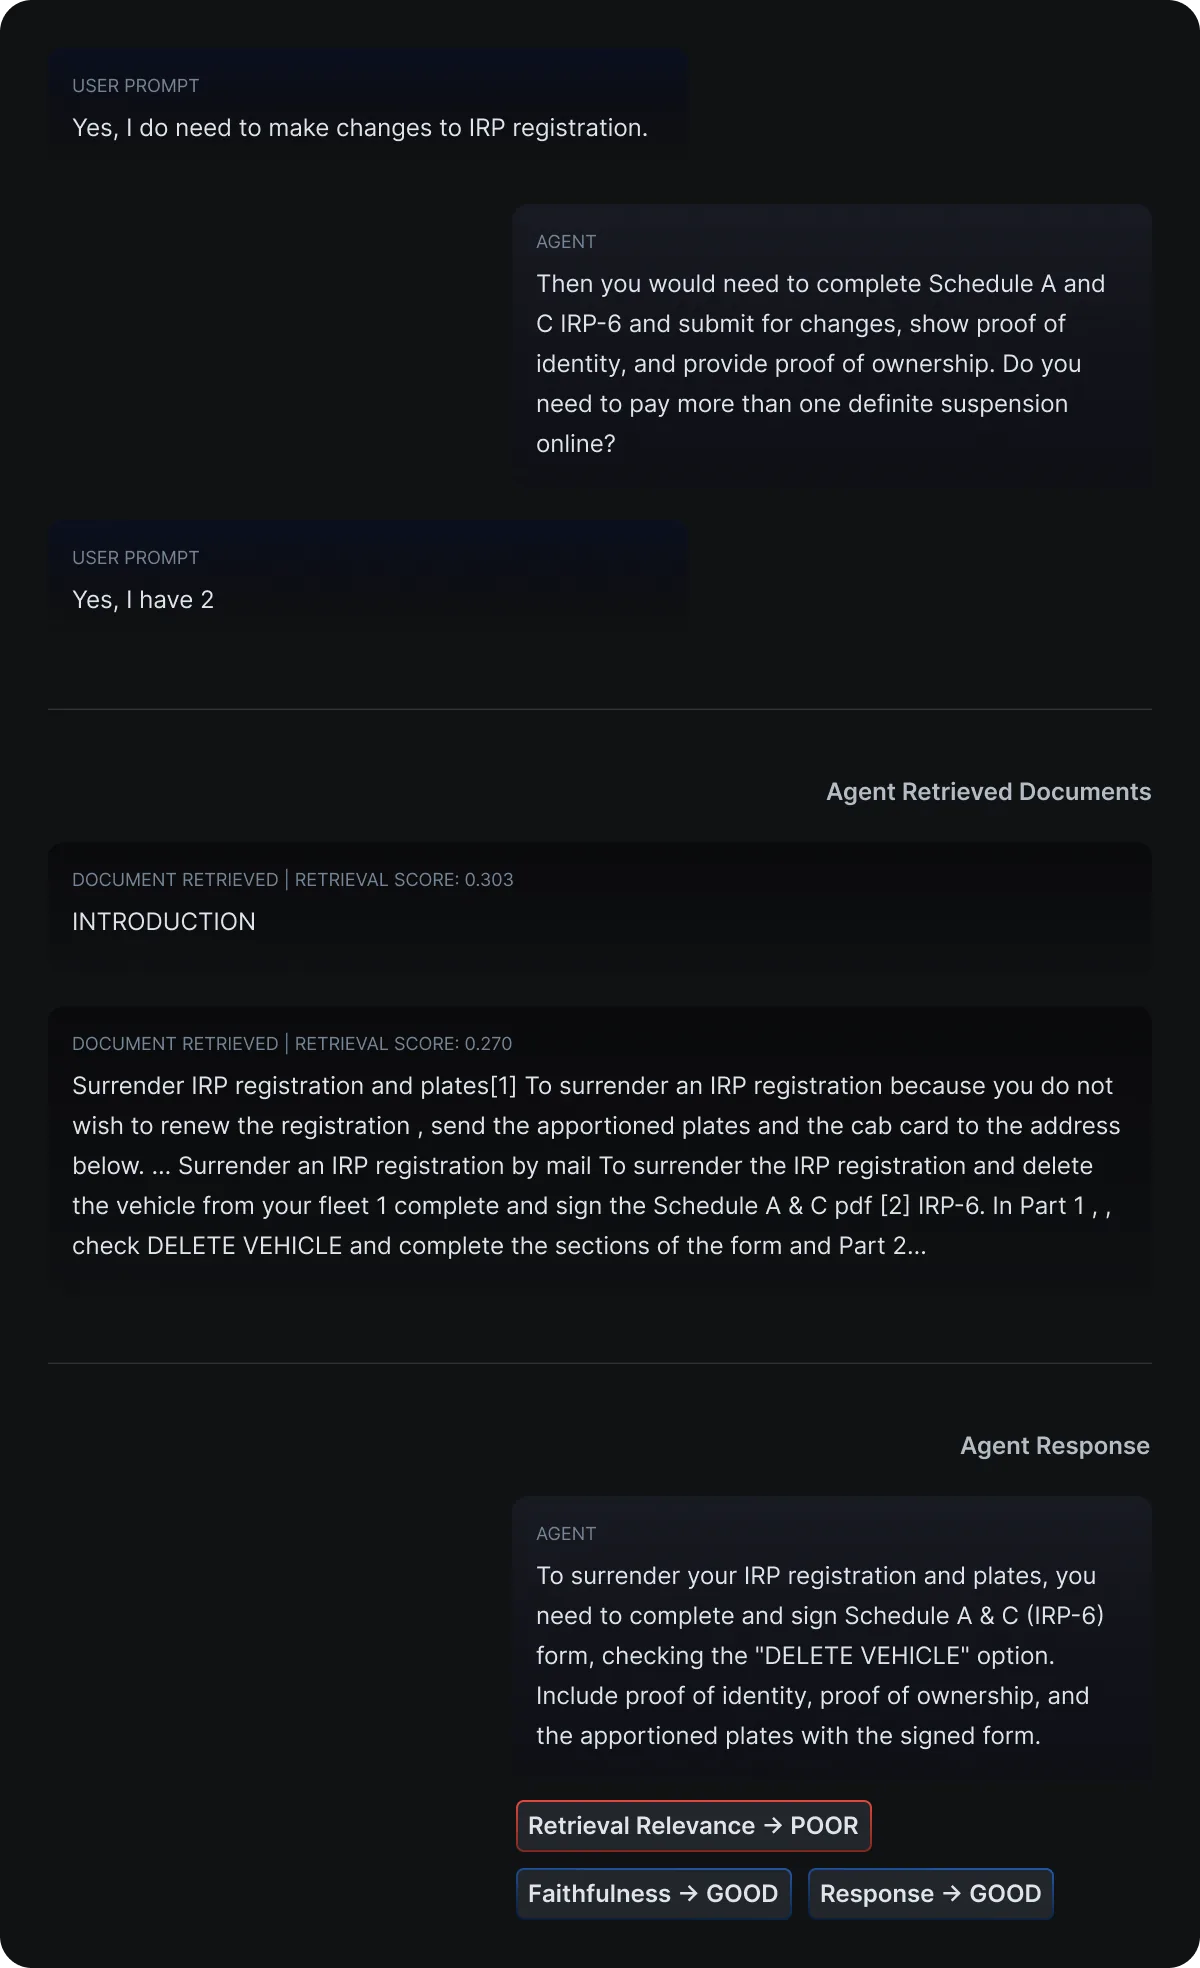 USER PROMPT
Yes, I do need to make changes to IRP registration.
AGENT
Then you would need to complete Schedule A and
C IRP-6 and submit for changes, show proof of
identity, and provide proof of ownership. Do you
need to pay more than one definite suspension
online?
USER PROMPT
Yes, I have 2
Agent Retrieved Documents
DOCUMENT RETRIEVED | RETRIEVAL SCORE: 0.303
INTRODUCTION
DOCUMENT RETRIEVED | RETRIEVAL SCORE: 0.270
Surrender IRP registration and plates[1] To surrender an IRP registration because you do not
wish to renew the registration , send the apportioned plates and the cab card to the address
below. ... Surrender an IRP registration by mail To surrender the IRP registration and delete
the vehicle from your fleet 1 complete and sign the Schedule A & C pdf [2] IRP-6. In Part 1 , ,
check DELETE VEHICLE and complete the sections of the form and Part 2...
Agent Response
AGENT
To surrender your IRP registration and plates, you
need to complete and sign Schedule A & C (IRP-6)
form, checking the "DELETE VEHICLE" option.
Include proof of identity, proof of ownership, and
the apportioned plates with the signed form.
Retrieval Relevance → POOR
Faithfulness → GOOD
Response → GOOD